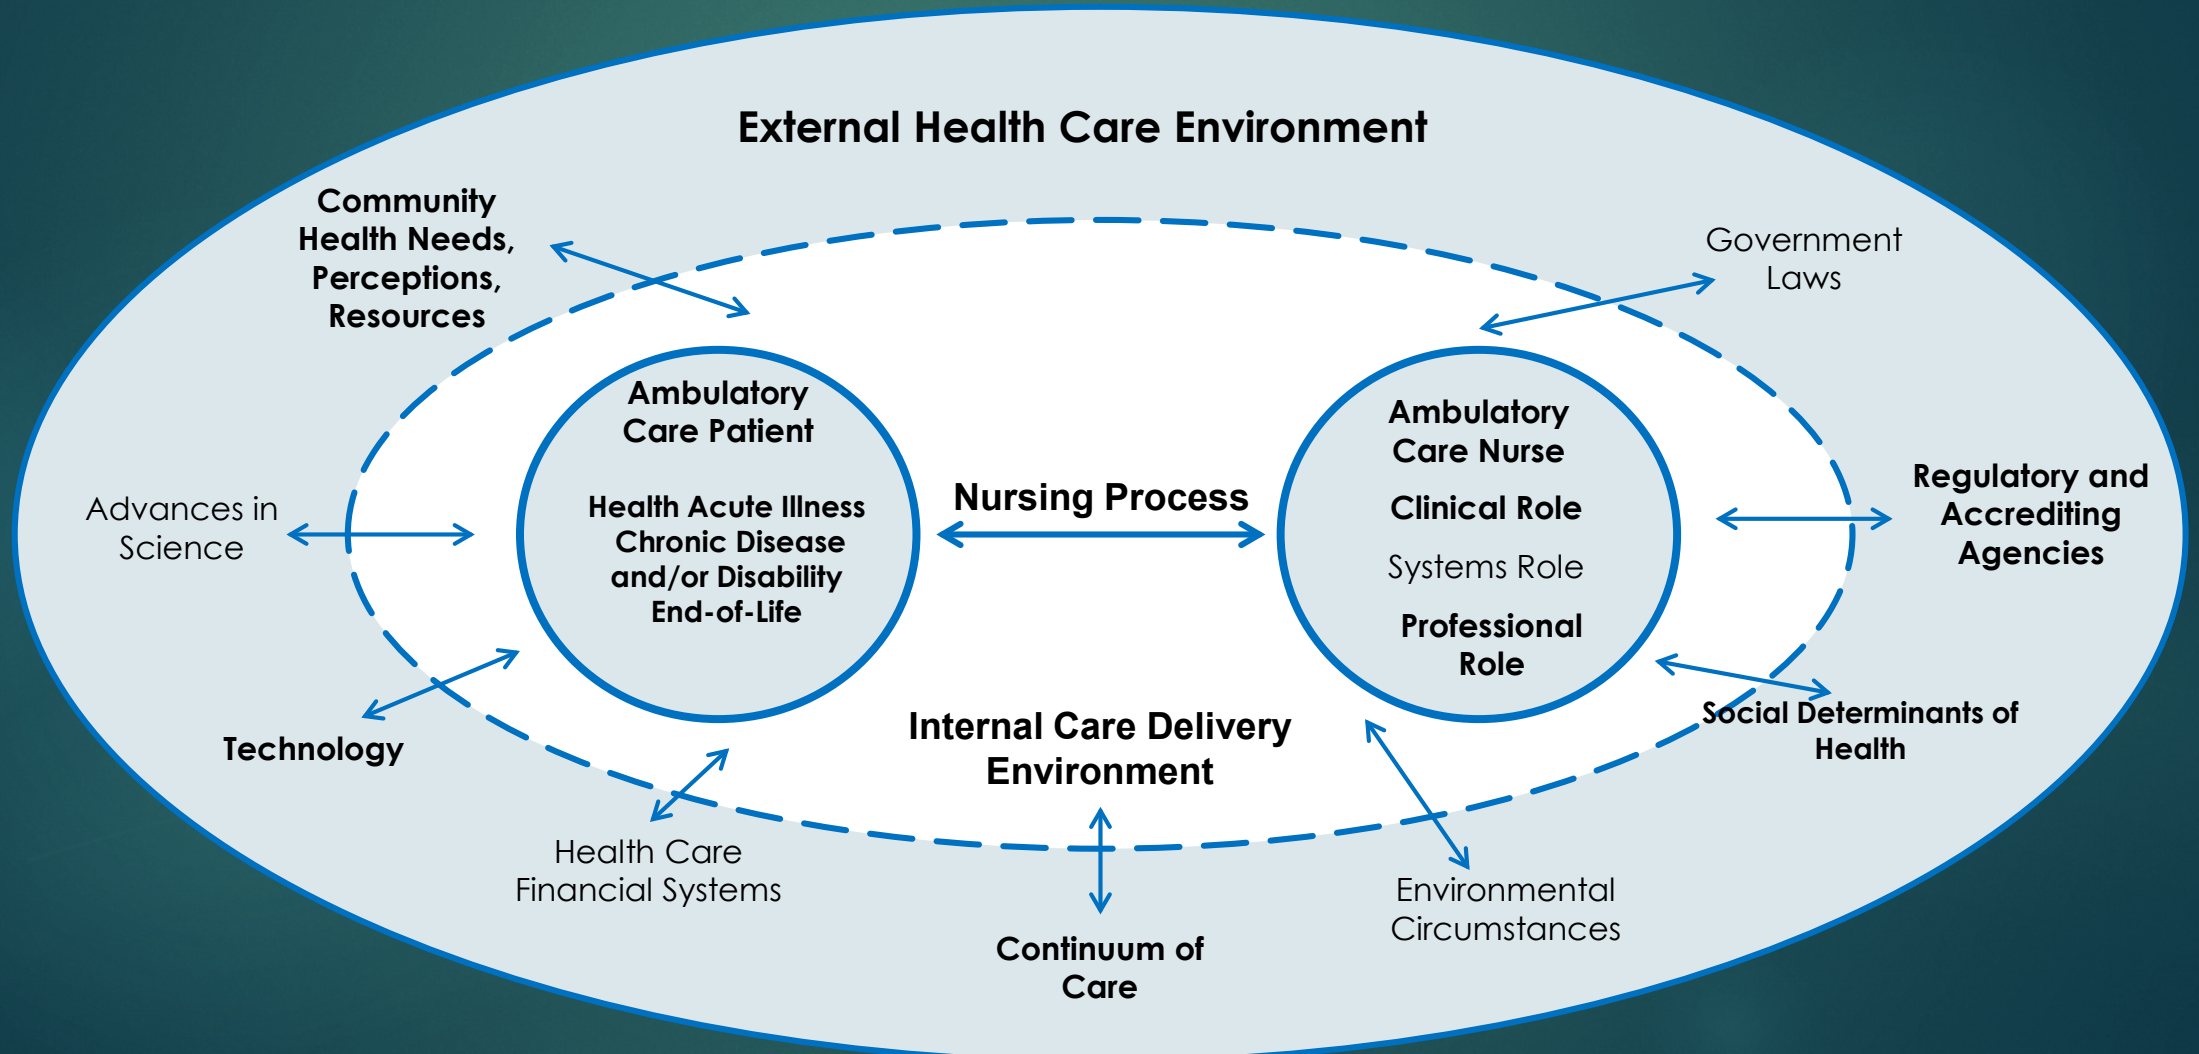 External Health Care Environment
Community
Health Needs,
Perceptions,
Resources
Government
Laws
Ambulatory
Care Patient
Health Acute Illness
Chronic Disease
and/or Disability
End-of-Life
Nursing Process
Ambulatory
Care Nurse
Clinical Role
Systems Role
Professional
Role
Advances in
Science
Regulatory and
Accrediting
Agencies
Technology
Internal Care Delivery
Environment
Social Determinants of
Health
Health Care
Financial Systems
Continuum of
Care
Environmental
Circumstances